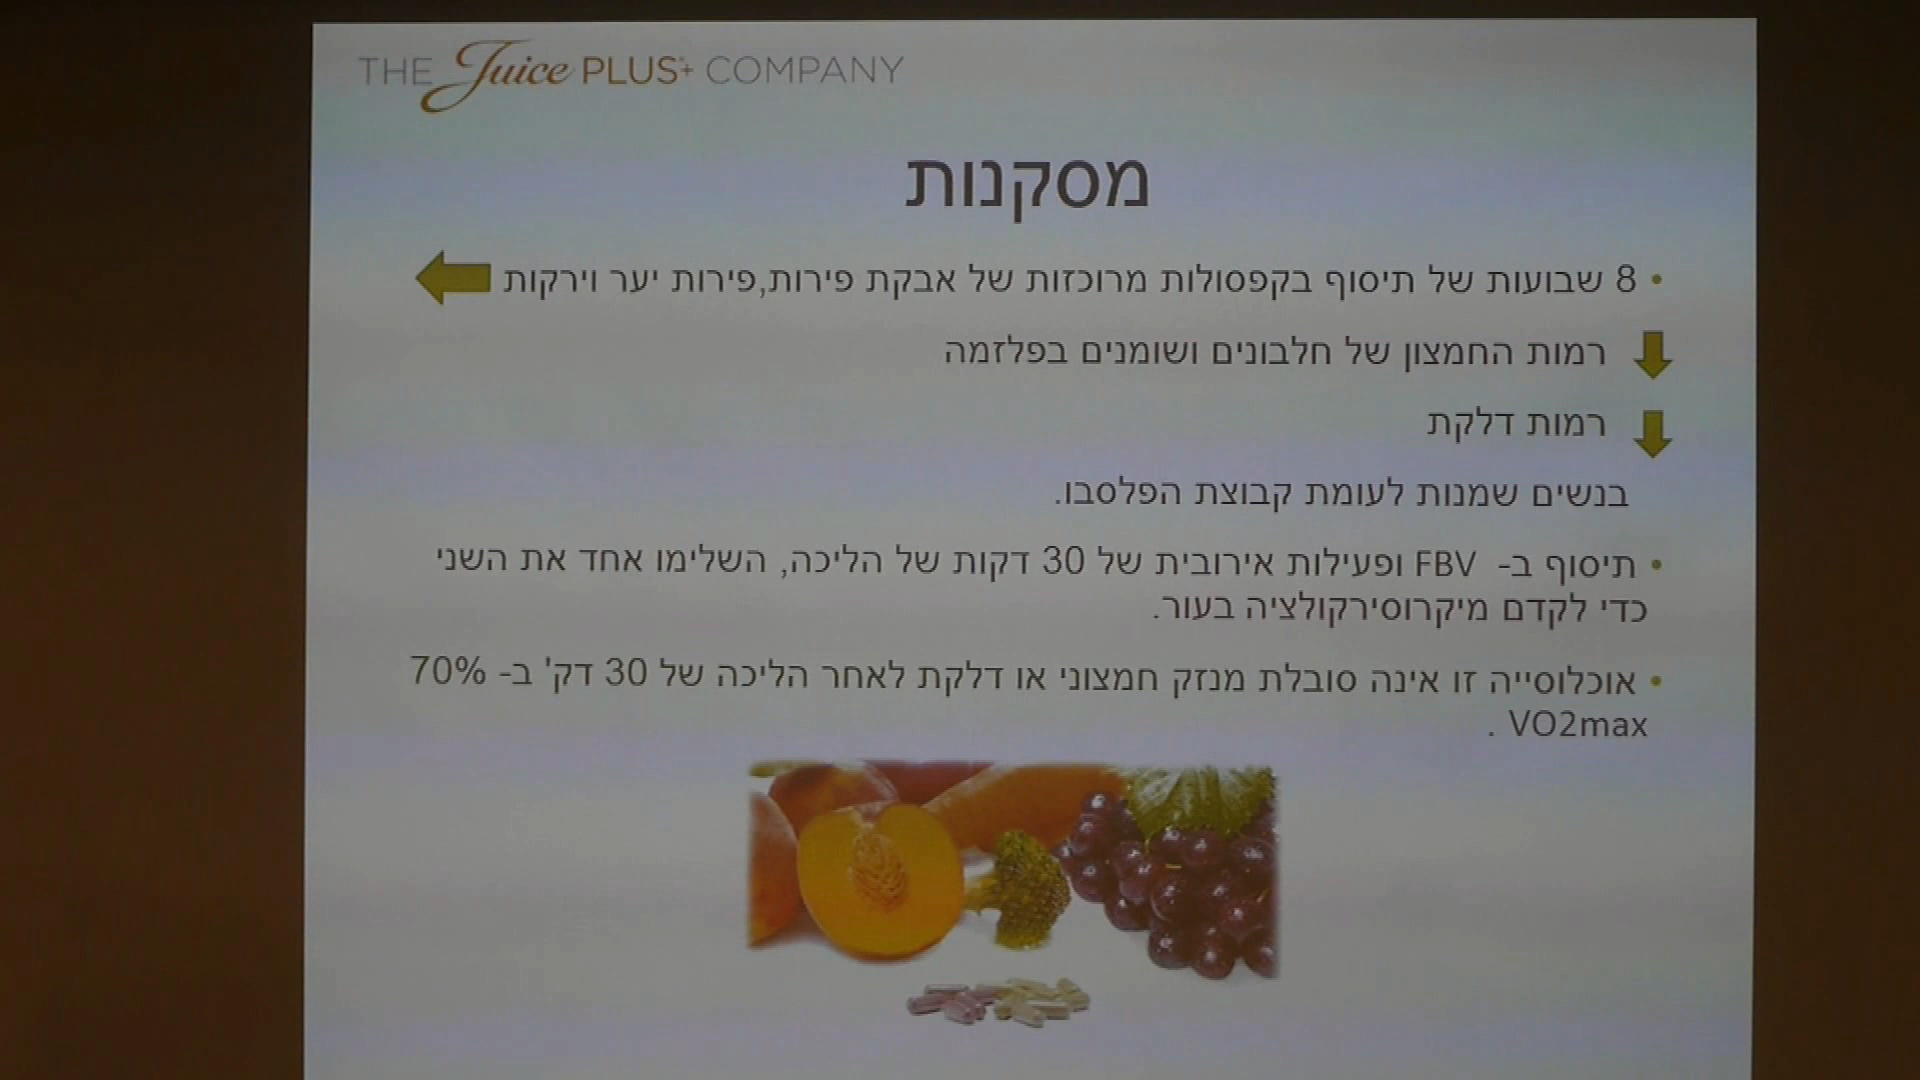 THE Juice PLUS+ COMPANY
מסקנות
• 8 שבועות של תיסוף בקפסולות מרוכזות של אבקת פירות,פירות יער וירקות
רמות החמצון של חלבונים ושומנים בפלזמה
רמות דלקת
בנשים שמנות לעומת קבוצת הפלסבו.
• תיסוף ב- FBV ופעילות אירובית של 30 דקות של הליכה, השלימו אחד את השני
כדי לקדם מיקרוסירקולציה בעור.
• אוכלוסייה זו אינה סובלת מנזק חמצוני או דלקת לאחר הליכה של 30 דק' ב- 70%
VO2max .